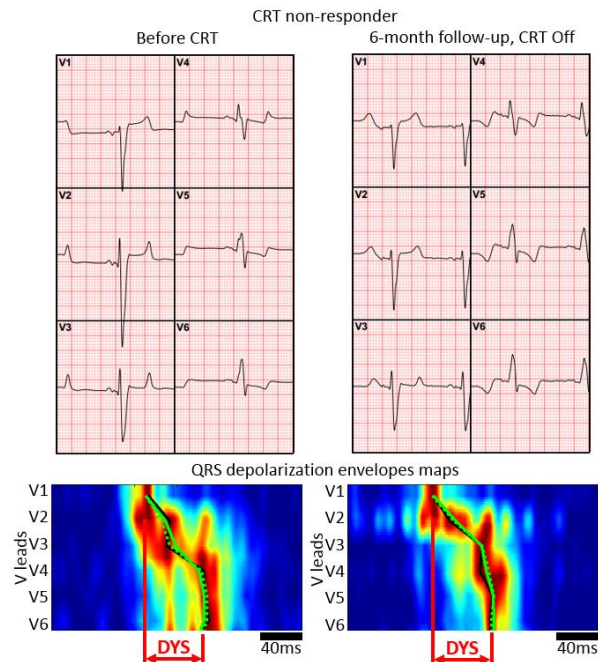 CRT non-responder
Before CRT
6-month follow-up, CRT Off
V1 V4
V2 V5
V3 V6
V1 V4
V2 V5
V3 V6
QRS depolarization envelopes maps
V leads
V1
V2
V3
V4
V5
V6
DYS
40ms
V leads
V1
V2
V3
V4
V5
V6
DYS
40ms